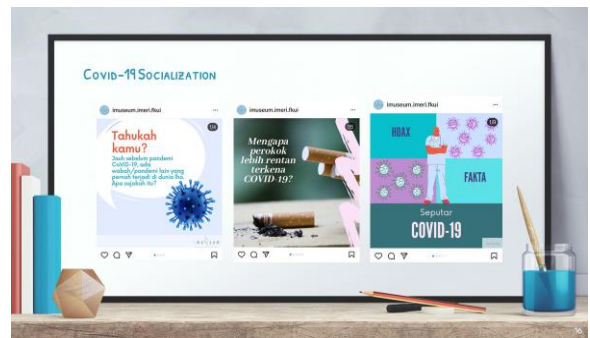 COVID-19 SOCIALIZATION
imuseum.imeri.fkui
Tahukah
kamu?
Jauh sebelum pandemi
CoViD-19, ada
wabah/pandemi lain yang
pernah terjadi di dunia lho.
Apa sajakah itu?
imuseum.imeri.fkui
Mengapa
perokok
lebih rentan
terkena
COVID-19?
imuseum.imeri.fkui
HOAX
FAKTA
Seputar
COVID-19
16